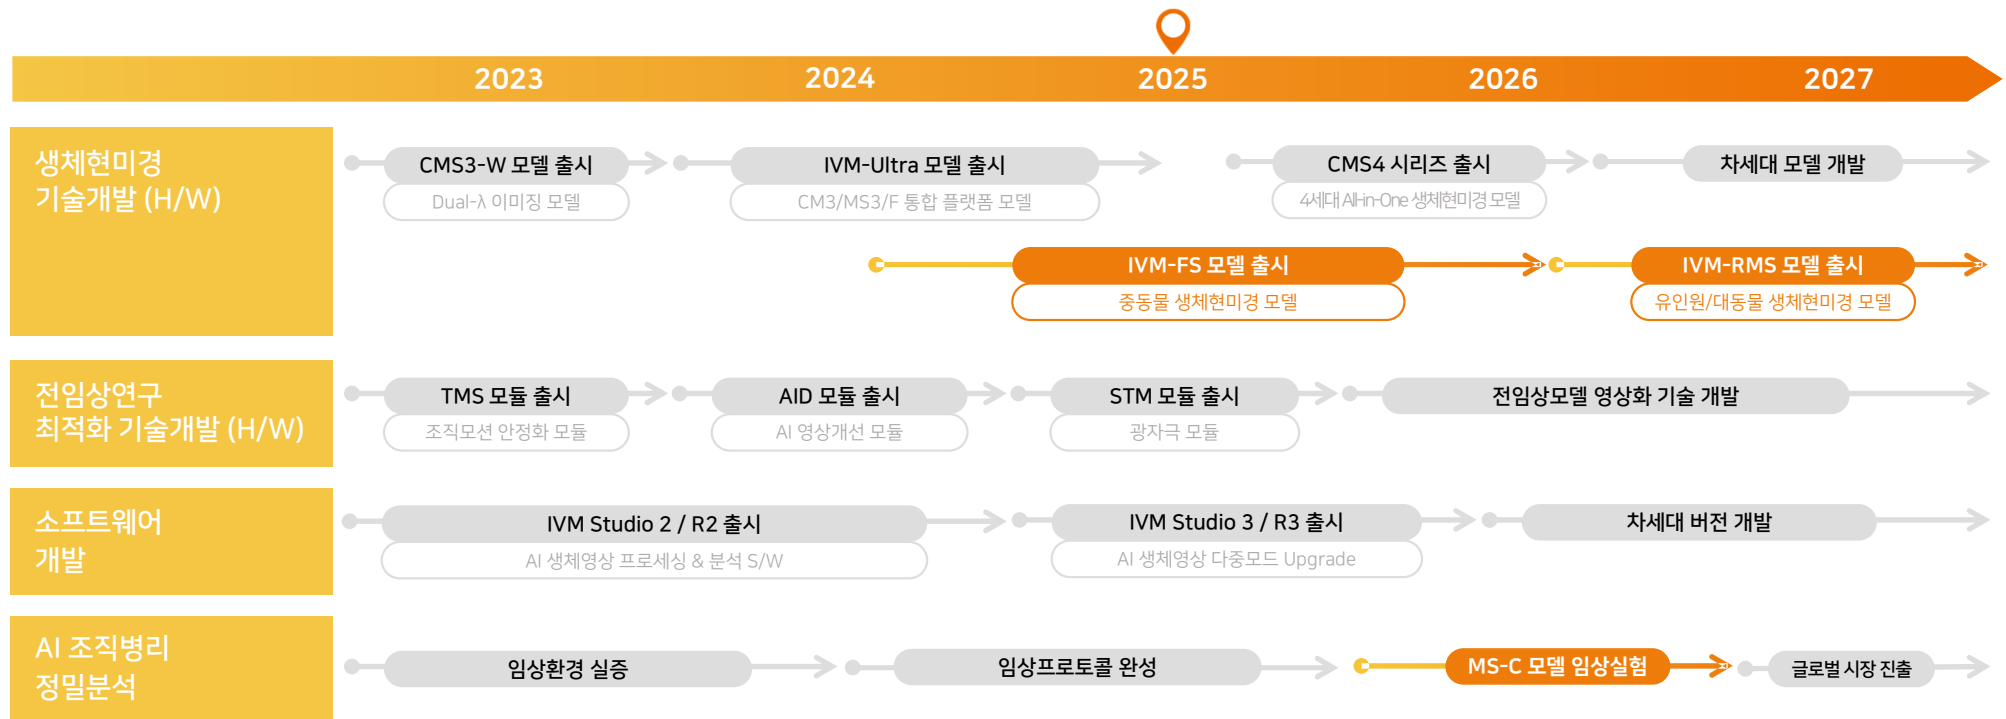 2023 2024 2025 2026 2027
생체현미경
기술개발 (H/W)
CMS3-W 모델 출시
Dual-λ 이미징 모델
IVM-Ultra 모델 출시
CM3/MS3/F 통합 플랫폼 모델
CMS4 시리즈 출시
4세대 All-in-One 생체현미경 모델
차세대 모델 개발
IVM-FS 모델 출시
중동물 생체현미경 모델
IVM-RMS 모델 출시
유인원/대동물 생체현미경 모델
전임상연구
최적화 기술개발 (H/W)
TMS 모듈 출시
조직모션 안정화 모듈
AID 모듈 출시
AI 영상개선 모듈
STM 모듈 출시
광자극 모듈
전임상모델 영상화 기술 개발
소프트웨어
개발
IVM Studio 2 / R2 출시
AI 생체영상 프로세싱 & 분석 S/W
IVM Studio 3 / R3 출시
AI 생체영상 다중모드 Upgrade
차세대 버전 개발
AI 조직병리
정밀분석
임상환경 실증
임상프로토콜 완성
MS-C 모델 임상실험
글로벌 시장 진출